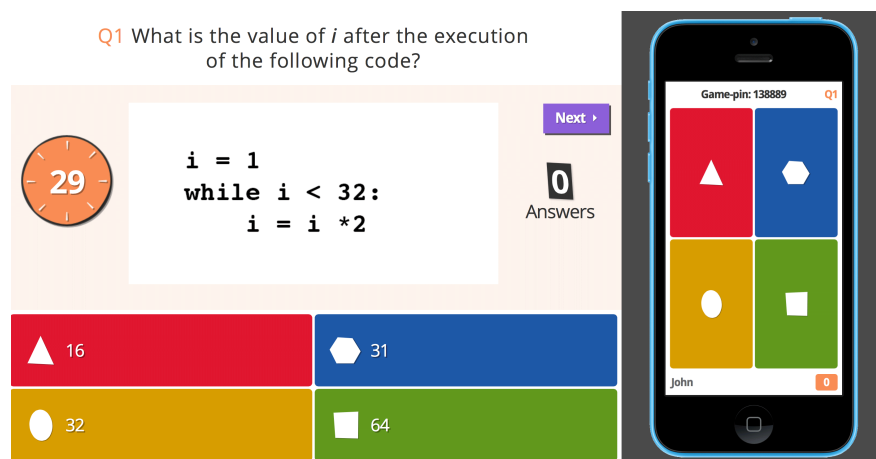 Q1 What is the value of i after the execution
of the following code?
Next
29
i = 1
while i < 32:
    i = i *2
0
Answers
16
31
32
64
Game-pin: 138889 Q1
John 0